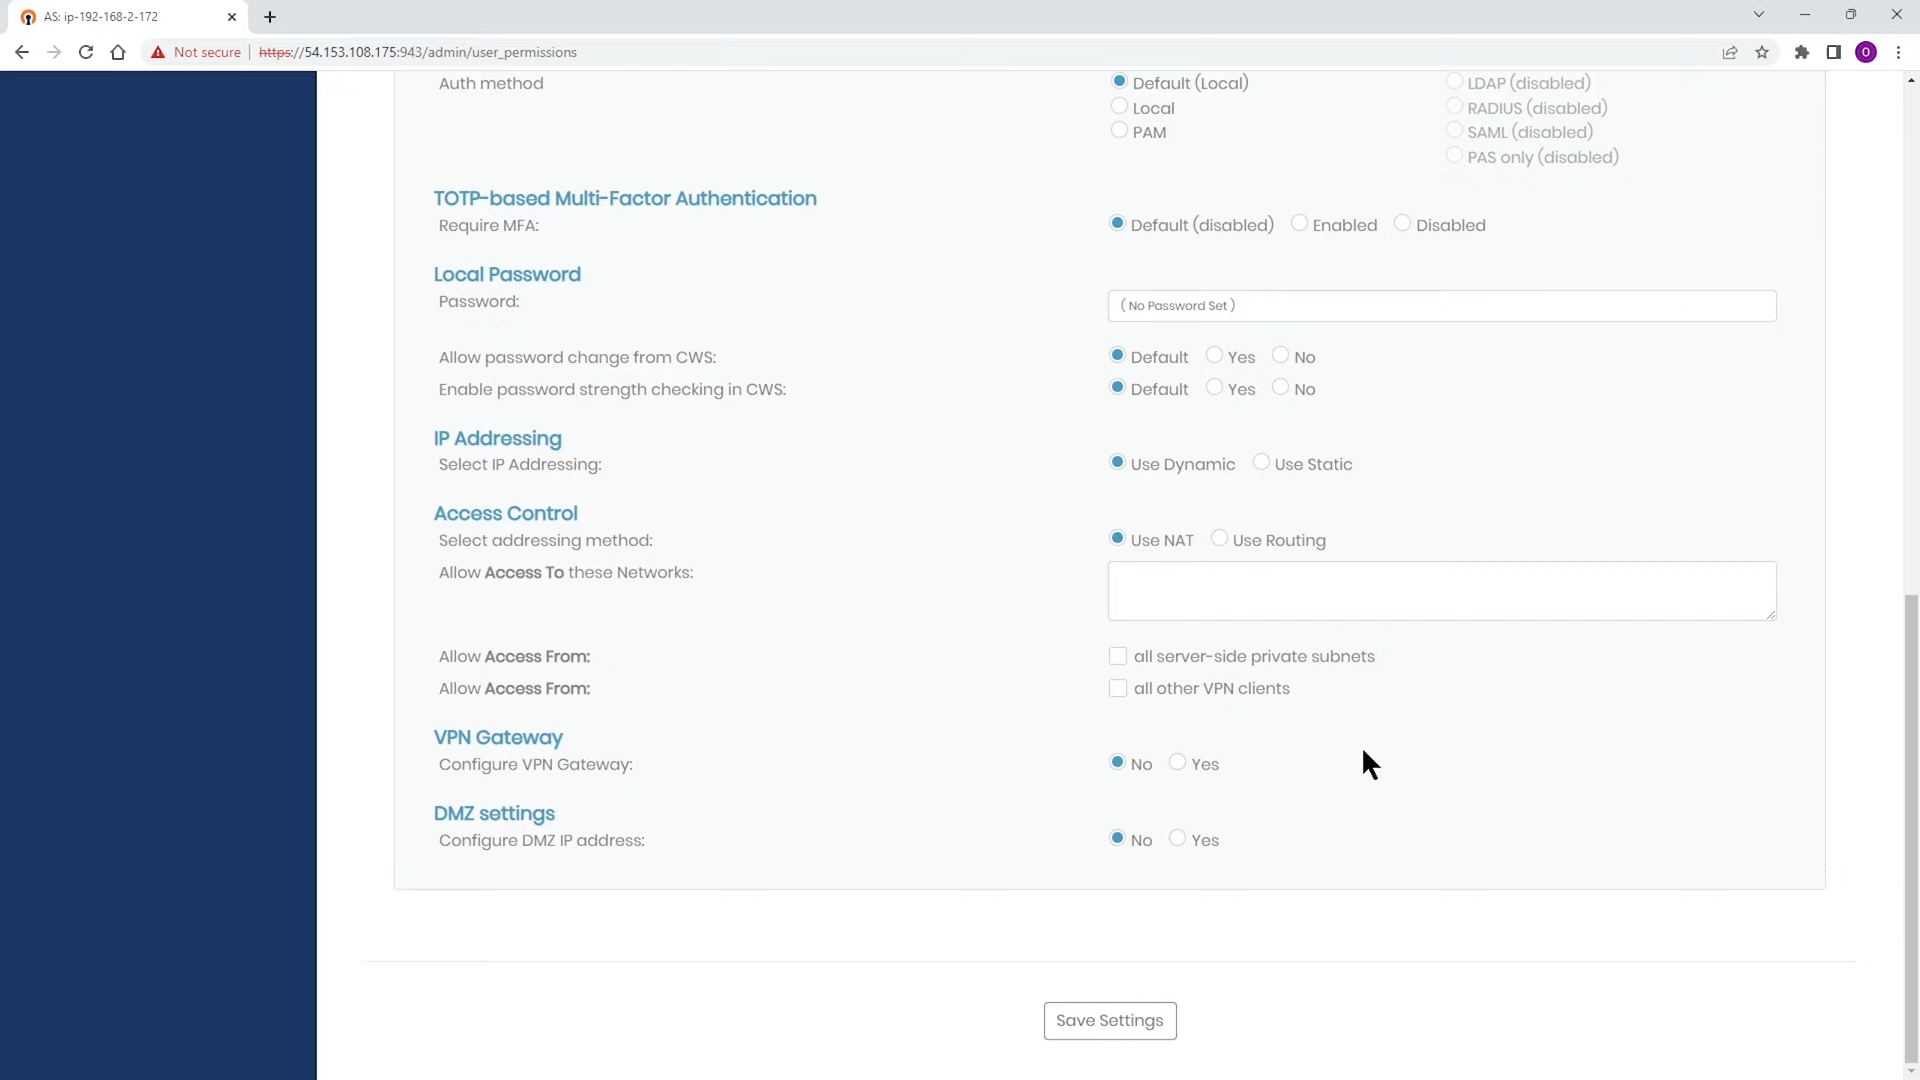 AS: ip-192-168-2-172
Not secure https://54.153.108.175:943/admin/user_permissions
O
Auth method Default (Local) LDAP (disabled)
Local RADIUS (disabled)
PAM SAML (disabled)
PAS only (disabled)
TOTP-based Multi-Factor Authentication
Require MFA: Default (disabled) Enabled Disabled
Local Password
Password: ( No Password Set )
Allow password change from CWS: Default Yes No
Enable password strength checking in CWS: Default Yes No
IP Addressing
Select IP Addressing: Use Dynamic Use Static
Access Control
Select addressing method: Use NAT Use Routing
Allow Access To these Networks:
Allow Access From: all server-side private subnets
Allow Access From: all other VPN clients
VPN Gateway
Configure VPN Gateway: No Yes
DMZ settings
Configure DMZ IP address: No Yes
Save Settings